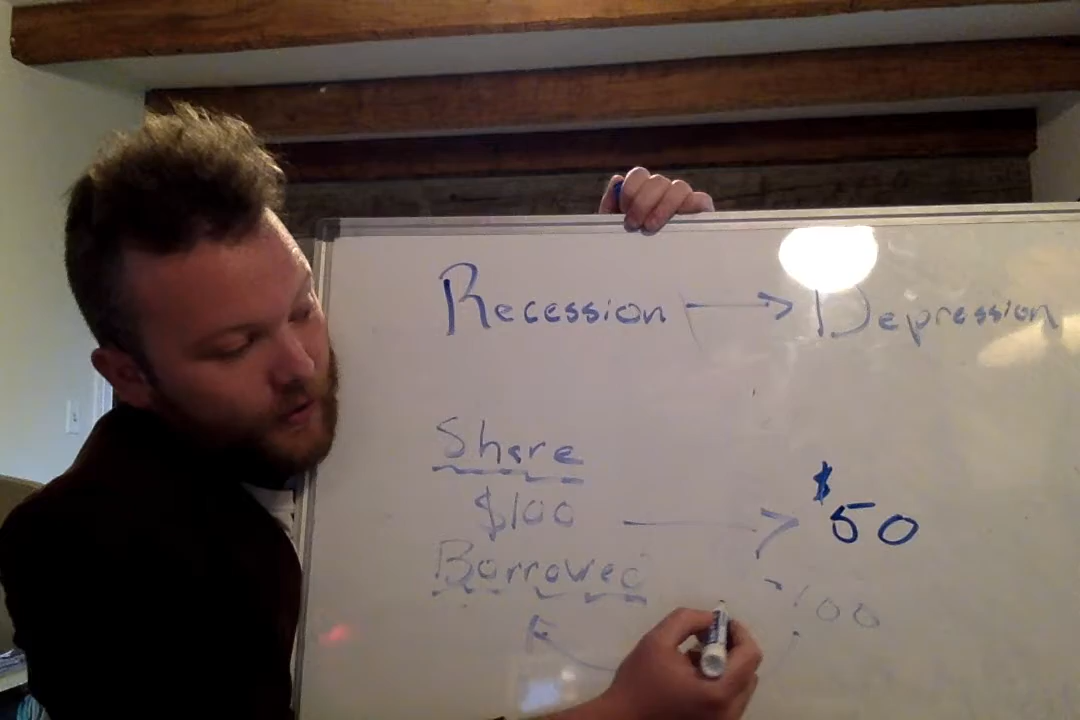 Recession → Depression
Share
$100 → $50
Borrowed
-100